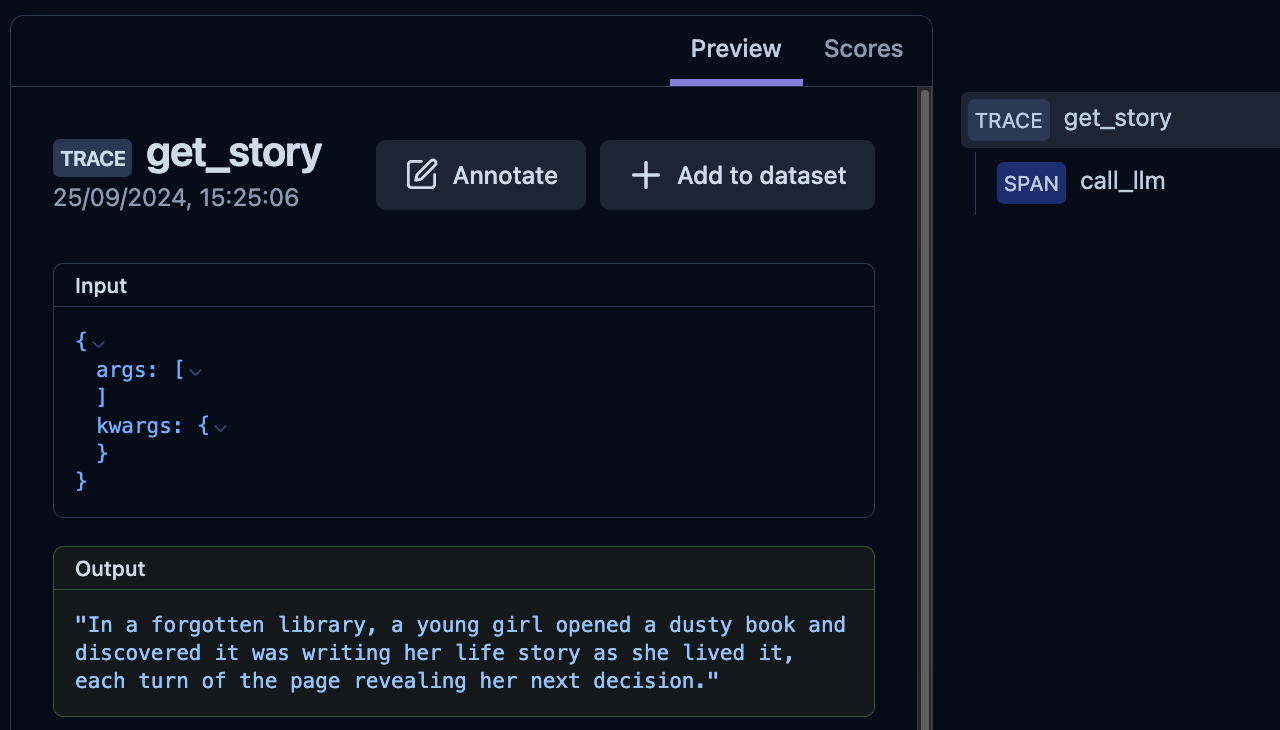 Preview Scores
TRACE get_story
25/09/2024, 15:25:06
Annotate
Add to dataset
Input
{
args: [
]
kwargs: {
}
}
Output
"In a forgotten library, a young girl opened a dusty book and
discovered it was writing her life story as she lived it,
each turn of the page revealing her next decision."
TRACE get_story
SPAN call_llm